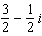 3/2 - 1/2 i